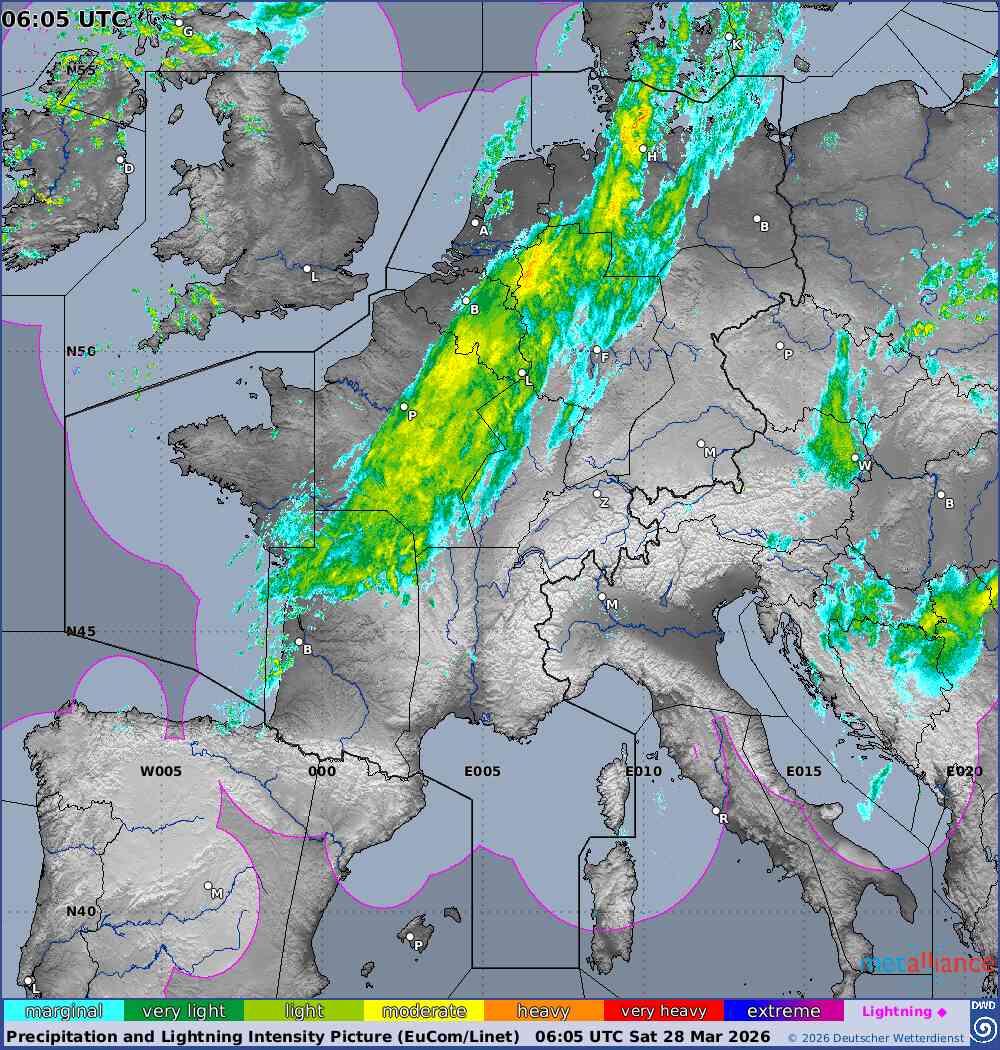 06:05 UTC
G
K
N55
H
D
A
B
L
B
N50
F
P
L
P
M
W
Z
B
M
N45
B
W005
000
E005
E010
E015
E020
R
M
N40
P
metalliance
L
marginal very light light moderate heavy very heavy extreme Lightning ◆ DWD
Precipitation and Lightning Intensity Picture (EuCom/Linet) 06:05 UTC Sat 28 Mar 2026 © 2026 Deutscher Wetterdienst